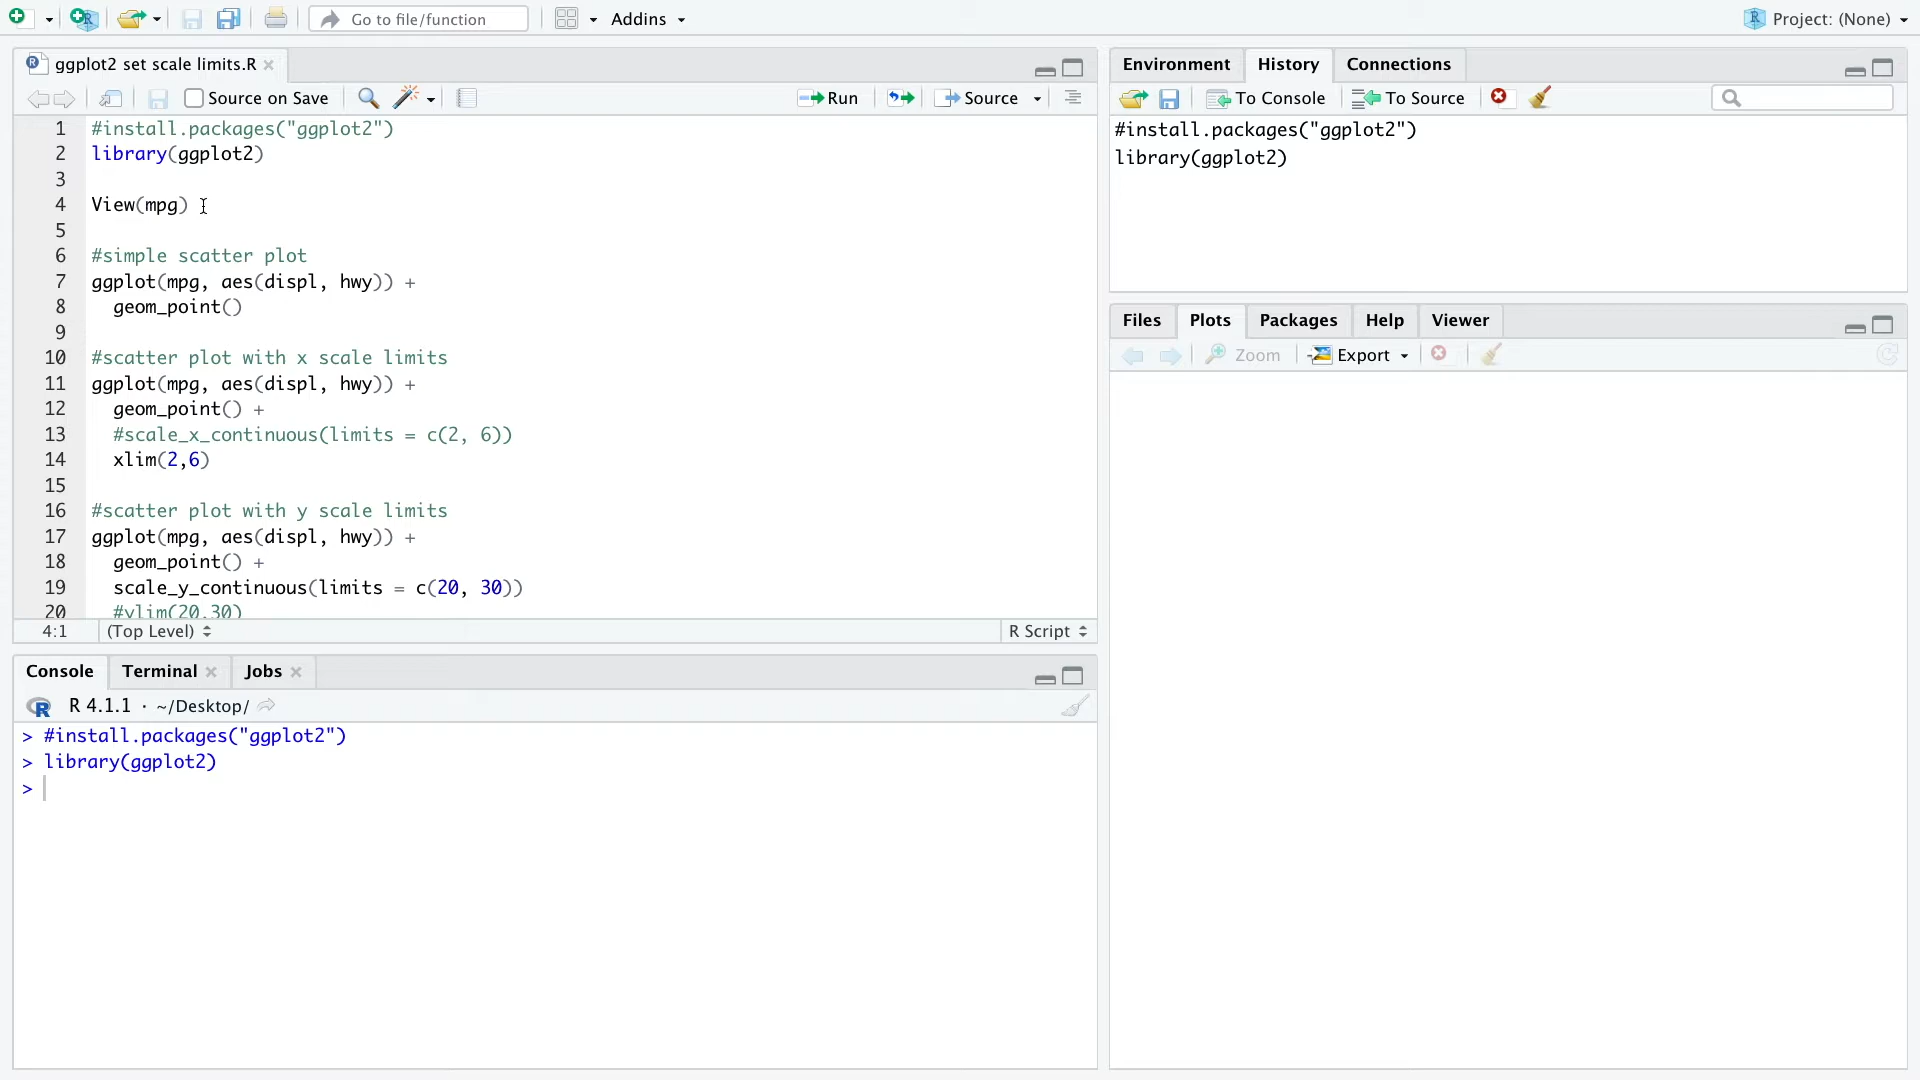 Go to file/function
Addins
Project: (None)
ggplot2 set scale limits.R
Source on Save
Run
Source
1 #install.packages("ggplot2")
2 library(ggplot2)
3
4 View(mpg)
5
6 #simple scatter plot
7 ggplot(mpg, aes(displ, hwy)) +
8 geom_point()
9
10 #scatter plot with x scale limits
11 ggplot(mpg, aes(displ, hwy)) +
12 geom_point() +
13 #scale_x_continuous(limits = c(2, 6))
14 xlim(2,6)
15
16 #scatter plot with y scale limits
17 ggplot(mpg, aes(displ, hwy)) +
18 geom_point() +
19 scale_y_continuous(limits = c(20, 30))
20 #ylim(20,30)
4:1 (Top Level) R Script
Console Terminal Jobs
R 4.1.1 · ~/Desktop/
> #install.packages("ggplot2")
> library(ggplot2)
>
Environment History Connections
To Console To Source
#install.packages("ggplot2")
library(ggplot2)
Files Plots Packages Help Viewer
Zoom Export